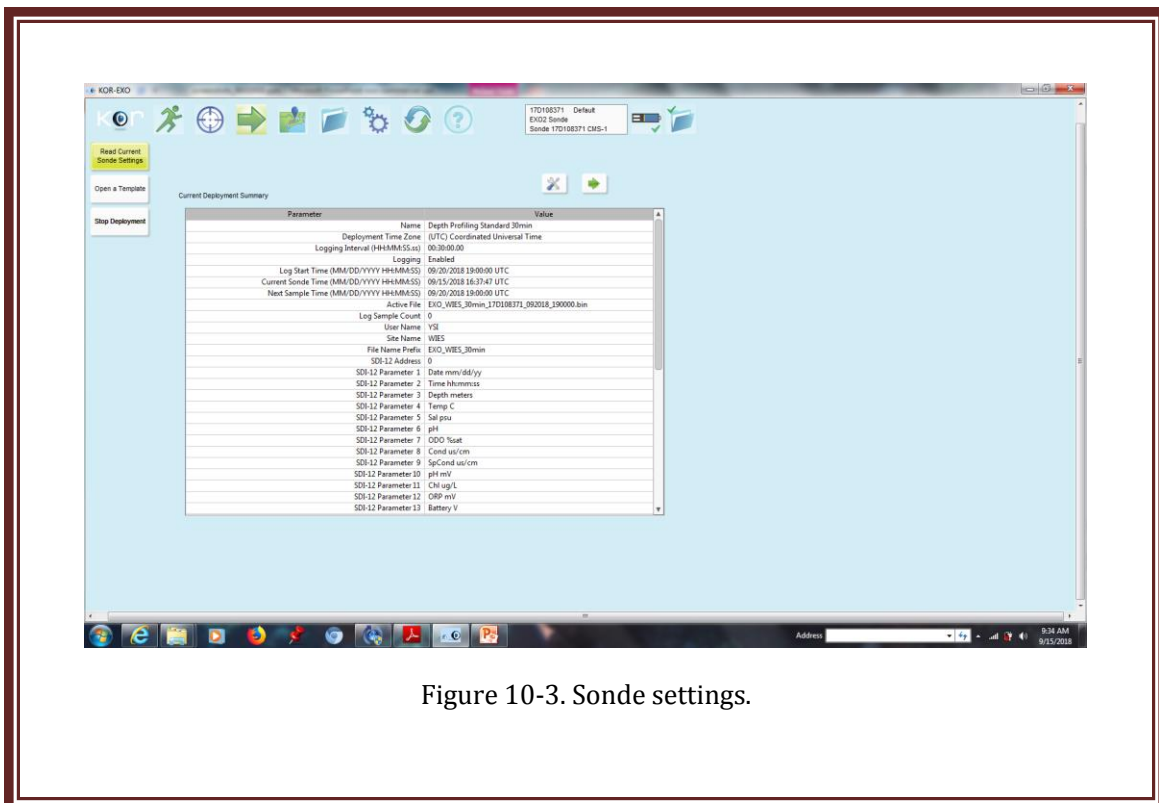 KOR-EXO
KOr
17D108371 Default
EXO2 Sonde
Sonde 17D108371 CMS-1
Read Current
Sonde Settings
Open a Template
Stop Deployment
Current Deployment Summary
Parameter Value
Name Depth Profiling Standard 30min
Deployment Time Zone (UTC) Coordinated Universal Time
Logging Interval (HH:MM:SS.ss) 00:30:00.00
Logging Enabled
Log Start Time (MM/DD/YYYY HH:MM:SS) 09/20/2018 19:00:00 UTC
Current Sonde Time (MM/DD/YYYY HH:MM:SS) 09/15/2018 16:37:47 UTC
Next Sample Time (MM/DD/YYYY HH:MM:SS) 09/20/2018 19:00:00 UTC
Active File EXO_WIES_30min_17D108371_092018_190000.bin
Log Sample Count 0
User Name YSI
Site Name WIES
File Name Prefix EXO_WIES_30min
SDI-12 Address 0
SDI-12 Parameter 1 Date mm/dd/yy
SDI-12 Parameter 2 Time hh:mm:ss
SDI-12 Parameter 3 Depth meters
SDI-12 Parameter 4 Temp C
SDI-12 Parameter 5 Sal psu
SDI-12 Parameter 6 pH
SDI-12 Parameter 7 ODO %sat
SDI-12 Parameter 8 Cond us/cm
SDI-12 Parameter 9 SpCond us/cm
SDI-12 Parameter 10 pH mV
SDI-12 Parameter 11 Chl ug/L
SDI-12 Parameter 12 ORP mV
SDI-12 Parameter 13 Battery V
Address
9:34 AM
9/15/2018
Figure 10-3. Sonde settings.